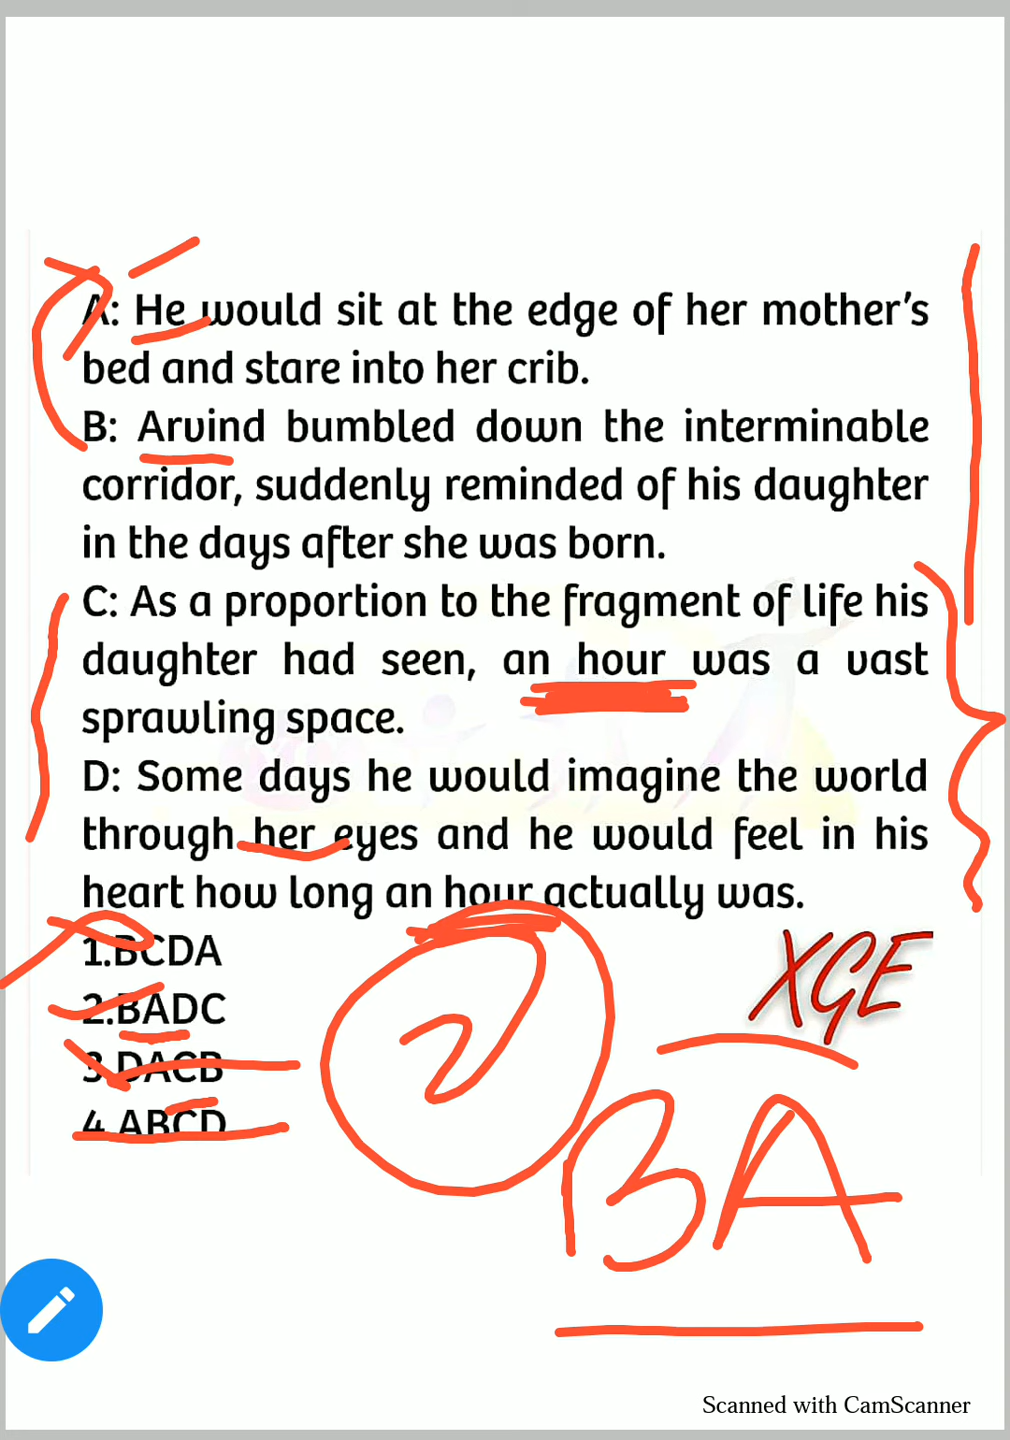 A: He would sit at the edge of her mother's
bed and stare into her crib.
B: Arvind bumbled down the interminable
corridor, suddenly reminded of his daughter
in the days after she was born.
C: As a proportion to the fragment of life his
daughter had seen, an hour was a vast
sprawling space.
D: Some days he would imagine the world
through her eyes and he would feel in his
heart how long an hour actually was.
1.BCDA
2.BADC
3.DACB
4.ABCD
2
XGE
BA
Scanned with CamScanner